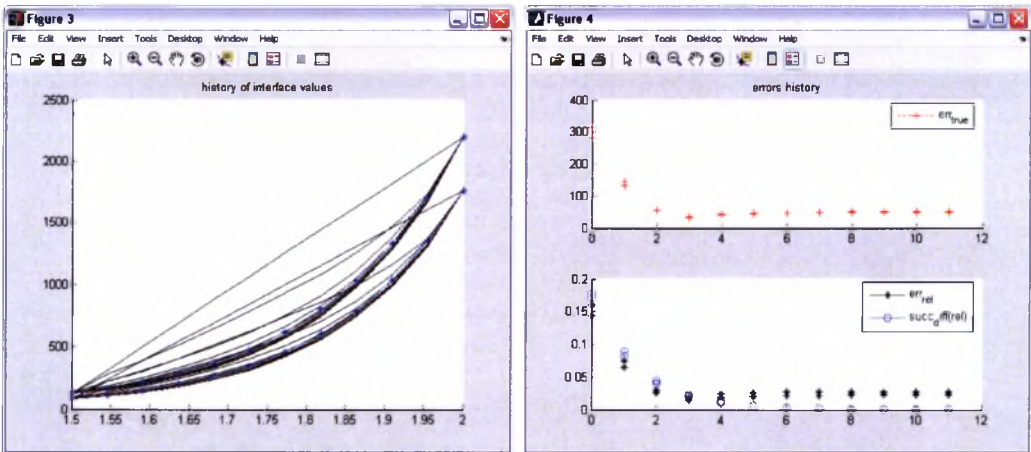 Figure 3
File Edit View Insert Tools Desktop Window Help
history of interface values
2500
2000
1500
1000
500
0
1.5 1.55 1.6 1.65 1.7 1.75 1.8 1.85 1.9 1.95 2
Figure 4
File Edit View Insert Tools Desktop Window Help
errors history
400
300
200
100
0
0 2 4 6 8 10 12
err_true
0.2
0.15
0.1
0.05
0
0 2 4 6 8 10 12
err_rel
succ_diff(rel)